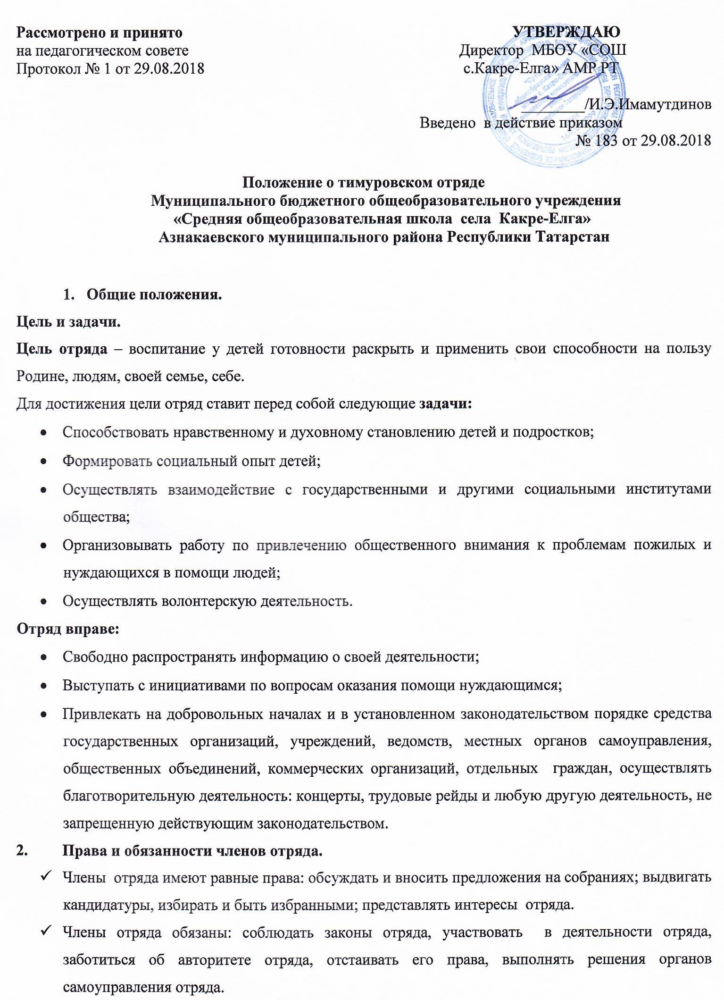 Рассмотрено и принято
на педагогическом совете
Протокол № 1 от 29.08.2018
УТВЕРЖДАЮ
Директор МБОУ «СОШ
с.Какре-Елга» АМР РТ
________/И.Э.Имамутдинов
Введено в действие приказом
№ 183 от 29.08.2018
Положение о тимуровском отряде
Муниципального бюджетного общеобразовательного учреждения
«Средняя общеобразовательная школа села Какре-Елга»
Азнакаевского муниципального района Республики Татарстан
1. Общие положения.
Цель и задачи.
Цель отряда – воспитание у детей готовности раскрыть и применить свои способности на пользу
Родине, людям, своей семье, себе.
Для достижения цели отряд ставит перед собой следующие задачи:
• Способствовать нравственному и духовному становлению детей и подростков;
• Формировать социальный опыт детей;
• Осуществлять взаимодействие с государственными и другими социальными институтами
общества;
• Организовывать работу по привлечению общественного внимания к проблемам пожилых и
нуждающихся в помощи людей;
• Осуществлять волонтерскую деятельность.
Отряд вправе:
• Свободно распространять информацию о своей деятельности;
• Выступать с инициативами по вопросам оказания помощи нуждающимся;
• Привлекать на добровольных началах и в установленном законодательством порядке средства
государственных организаций, учреждений, ведомств, местных органов самоуправления,
общественных объединений, коммерческих организаций, отдельных граждан, осуществлять
благотворительную деятельность: концерты, трудовые рейды и любую другую деятельность, не
запрещенную действующим законодательством.
2. Права и обязанности членов отряда.
✓ Члены отряда имеют равные права: обсуждать и вносить предложения на собраниях; выдвигать
кандидатуры, избирать и быть избранными; представлять интересы отряда.
✓ Члены отряда обязаны: соблюдать законы отряда, участвовать в деятельности отряда,
заботиться об авторитете отряда, отстаивать его права, выполнять решения органов
самоуправления отряда.